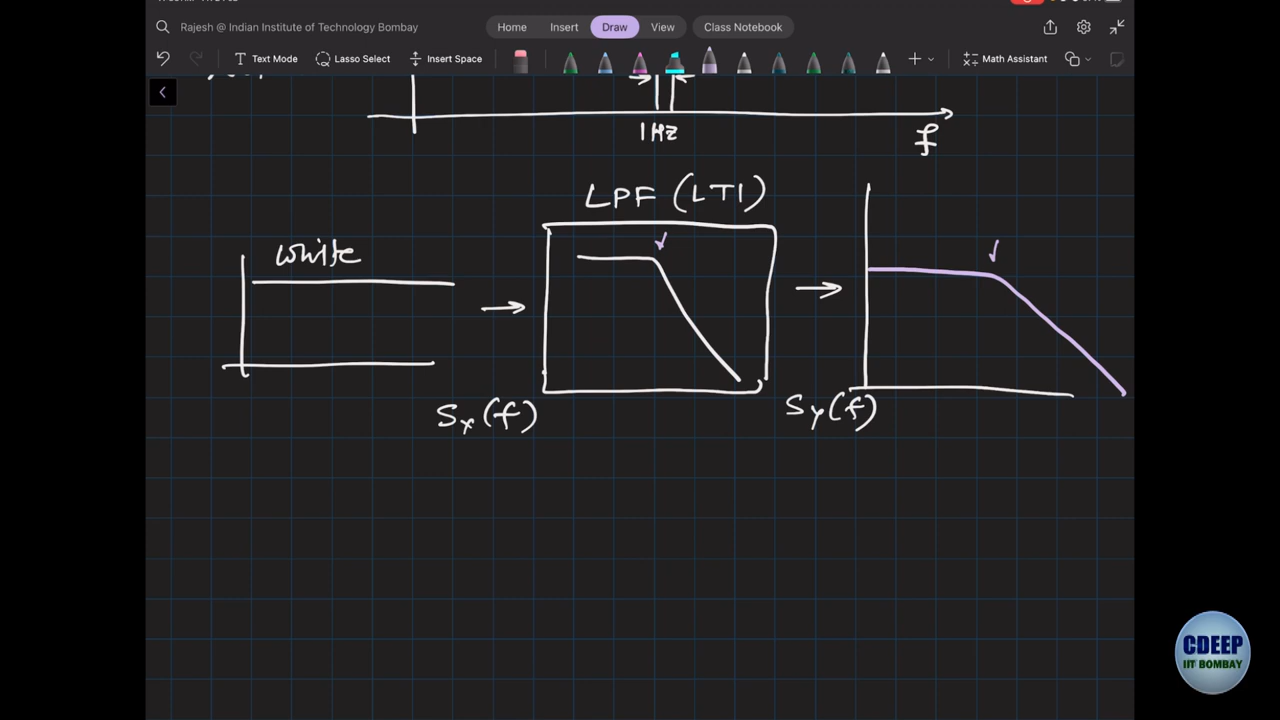 Rajesh @ Indian Institute of Technology Bombay
Home Insert Draw View Class Notebook
Text Mode Lasso Select Insert Space Math Assistant
1Hz
f
LPF (LTI)
White
Sx(f)
Sy(f)
CDEEP
IIT BOMBAY